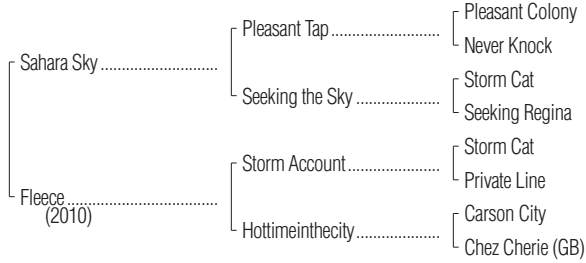 Pleasant Colony
Pleasant Tap
Never Knock
Sahara Sky
Storm Cat
Seeking the Sky
Seeking Regina
Storm Cat
Storm Account
Private Line
Fleece
(2010)
Carson City
Hottimeinthecity
Chez Cherie (GB)